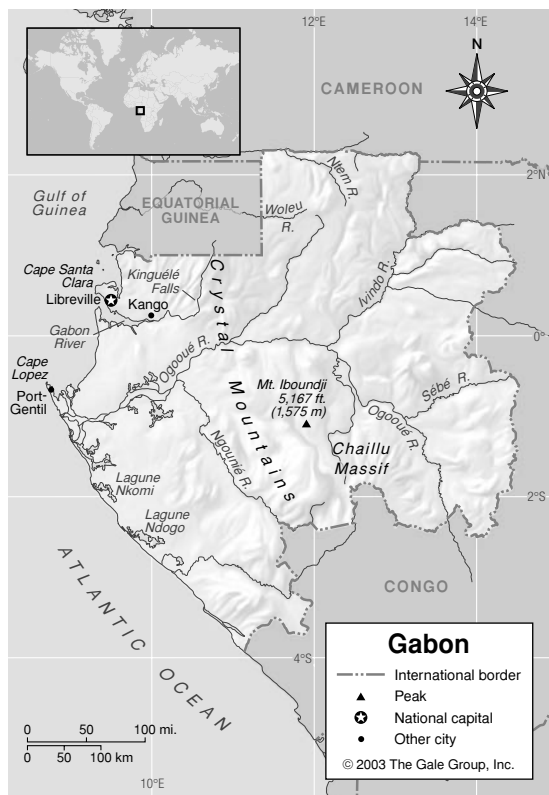 12°E
14°E
N
CAMEROON
2°N
Ntem R.
Gulf of
Guinea
EQUATORIAL
GUINEA
Woleu
R.
Cape Santa
Clara
Kinguélé
Falls
Crystal Mountains
Ivindo R.
Libreville
Kango
0°
Gabon
River
Ogooué R.
Cape
Lopez
Port-
Gentil
Mt. Iboundji
5,167 ft.
(1,575 m)
Sébé R.
Ogooué R.
Ngounié R.
Chaillu
Massif
Lagune
Nkomi
2°S
Lagune
Ndogo
ATLANTIC OCEAN
CONGO
4°S
Gabon
International border
Peak
National capital
Other city
© 2003 The Gale Group, Inc.
0 50 100 mi.
0 50 100 km
10°E